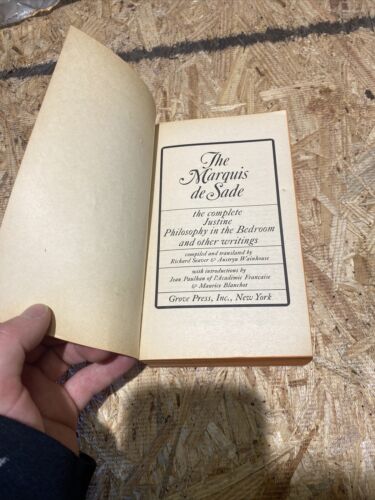 The
Marquis
de Sade
the complete
Justine
Philosophy in the Bedroom
and other writings
compiled and translated by
Richard Seaver & Austryn Wainhouse
with introductions by
Jean Paulhan of l'Académie Française
& Maurice Blanchot
Grove Press, Inc., New York